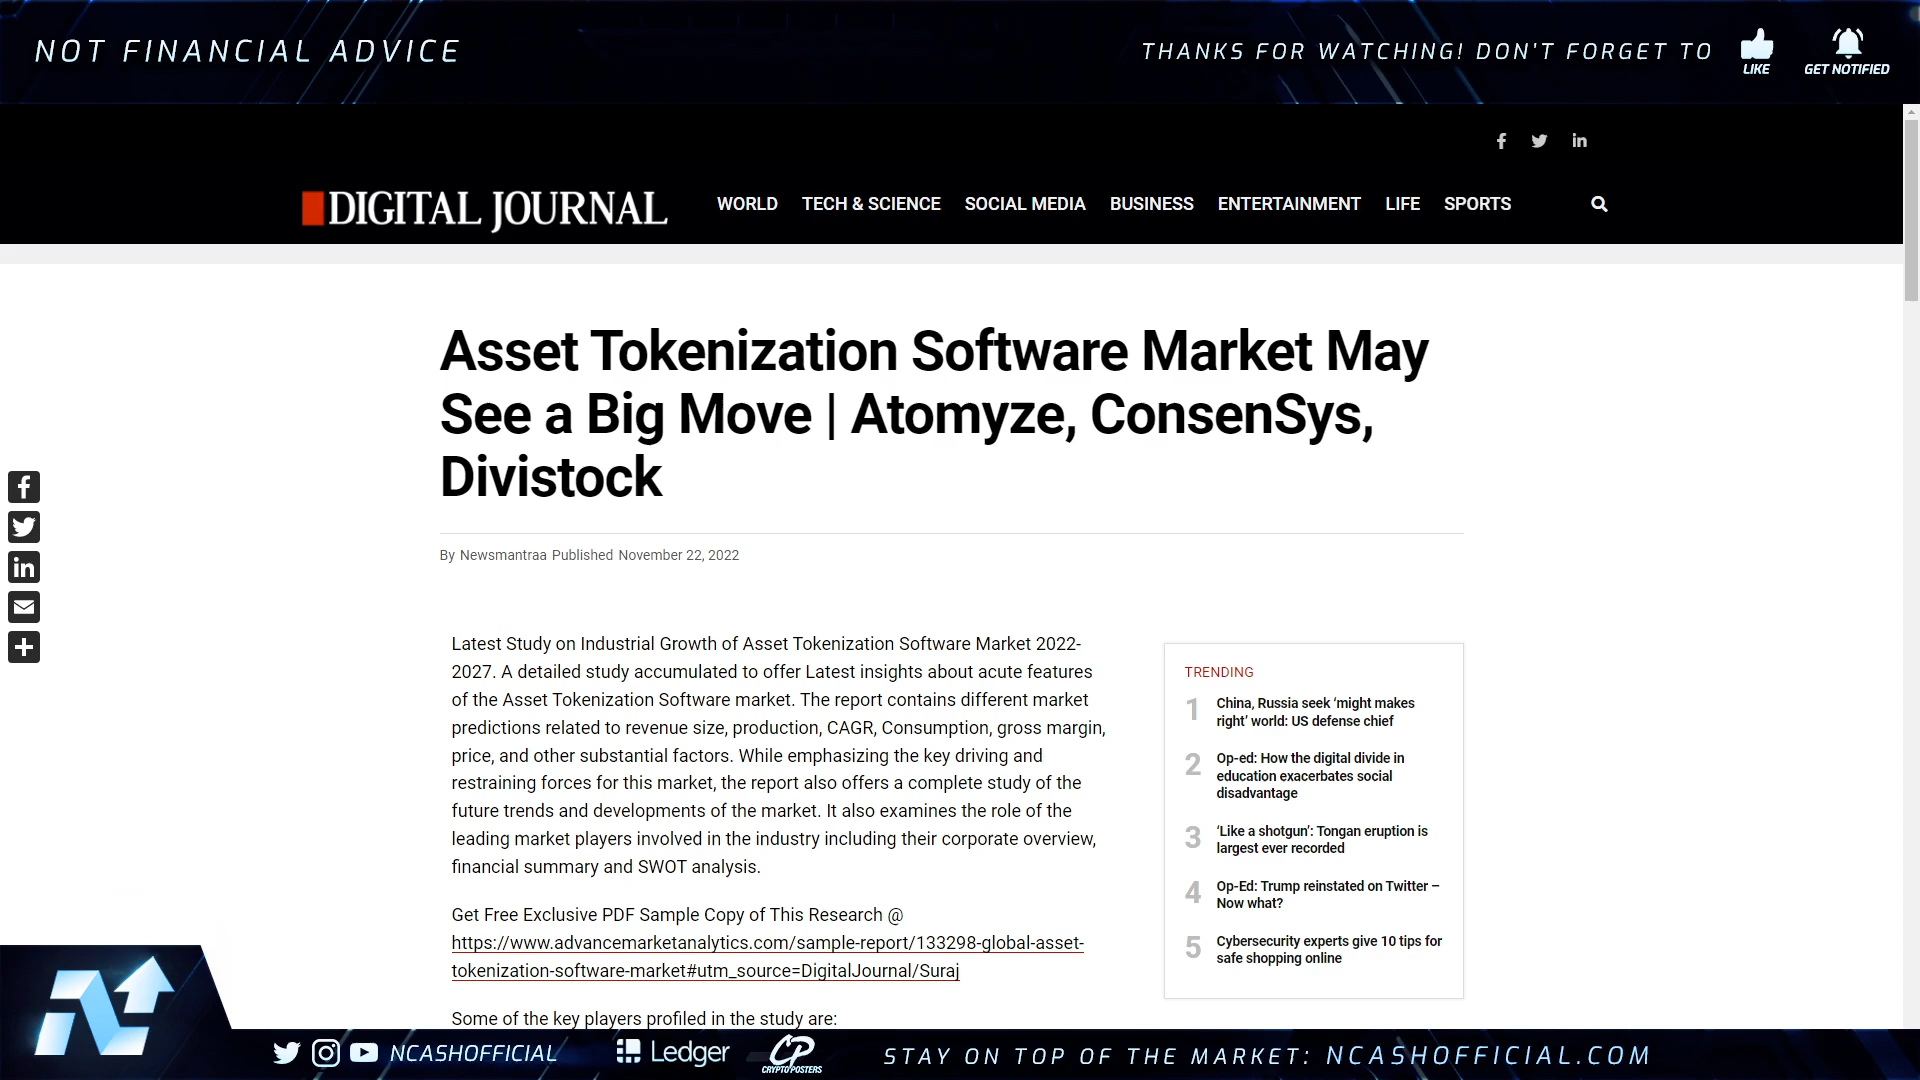 NOT FINANCIAL ADVICE
THANKS FOR WATCHING! DON'T FORGET TO
LIKE
GET NOTIFIED
DIGITAL JOURNAL
WORLD TECH & SCIENCE SOCIAL MEDIA BUSINESS ENTERTAINMENT LIFE SPORTS
Asset Tokenization Software Market May
See a Big Move | Atomyze, ConsenSys,
Divistock
By Newsmantraa Published November 22, 2022
Latest Study on Industrial Growth of Asset Tokenization Software Market 2022-
2027. A detailed study accumulated to offer Latest insights about acute features
of the Asset Tokenization Software market. The report contains different market
predictions related to revenue size, production, CAGR, Consumption, gross margin,
price, and other substantial factors. While emphasizing the key driving and
restraining forces for this market, the report also offers a complete study of the
future trends and developments of the market. It also examines the role of the
leading market players involved in the industry including their corporate overview,
financial summary and SWOT analysis.
Get Free Exclusive PDF Sample Copy of This Research @
https://www.advancemarketanalytics.com/sample-report/133298-global-asset-
tokenization-software-market#utm_source=DigitalJournal/Suraj
Some of the key players profiled in the study are:
TRENDING
1 China, Russia seek ‘might makes
right’ world: US defense chief
2 Op-ed: How the digital divide in
education exacerbates social
disadvantage
3 ‘Like a shotgun’: Tongan eruption is
largest ever recorded
4 Op-Ed: Trump reinstated on Twitter –
Now what?
5 Cybersecurity experts give 10 tips for
safe shopping online
NCASHOFFICIAL
Ledger
CP
CRYPTO POSTERS
STAY ON TOP OF THE MARKET: NCASHOFFICIAL.COM